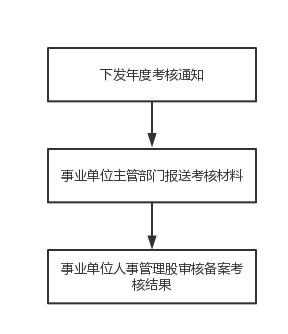 下发年度考核通知
事业单位主管部门报送考核材料
事业单位人事管理股审核备案考
核结果